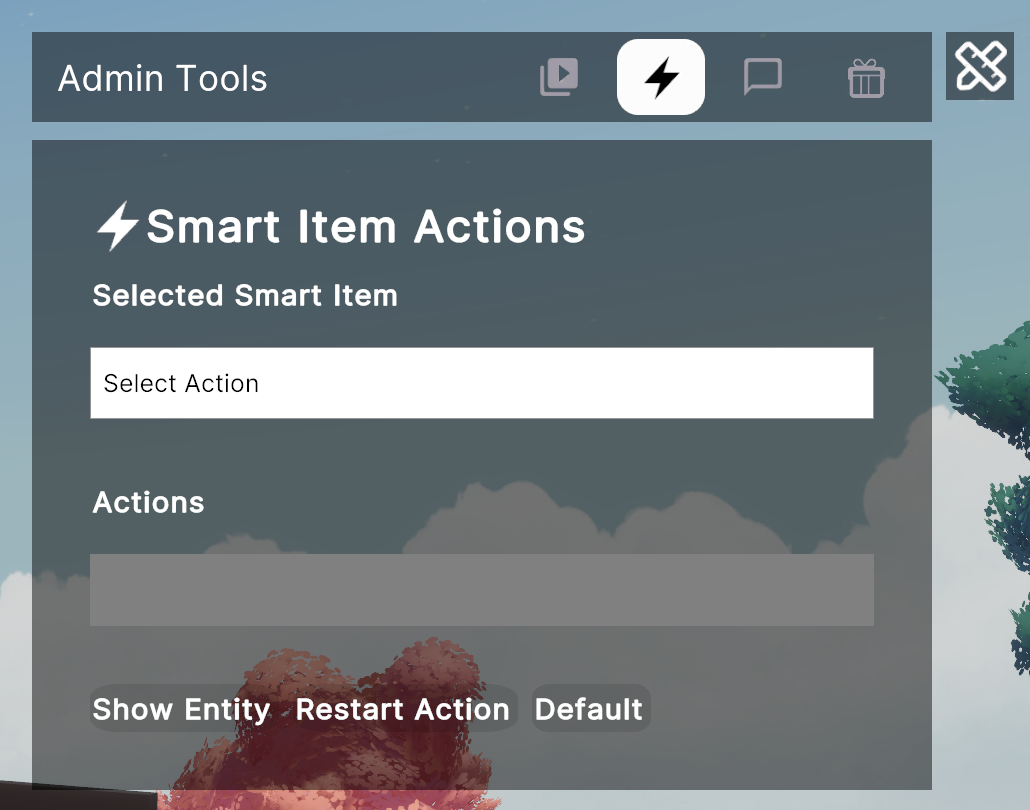 Admin Tools
Smart Item Actions
Selected Smart Item
Select Action
Actions
Show Entity Restart Action Default